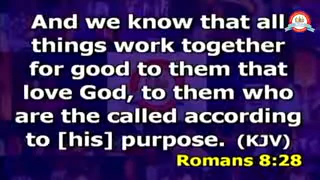 And we know that all
things work together
for good to them that
love God, to them who
are the called according
to [his] purpose. (KJV)
Romans 8:28